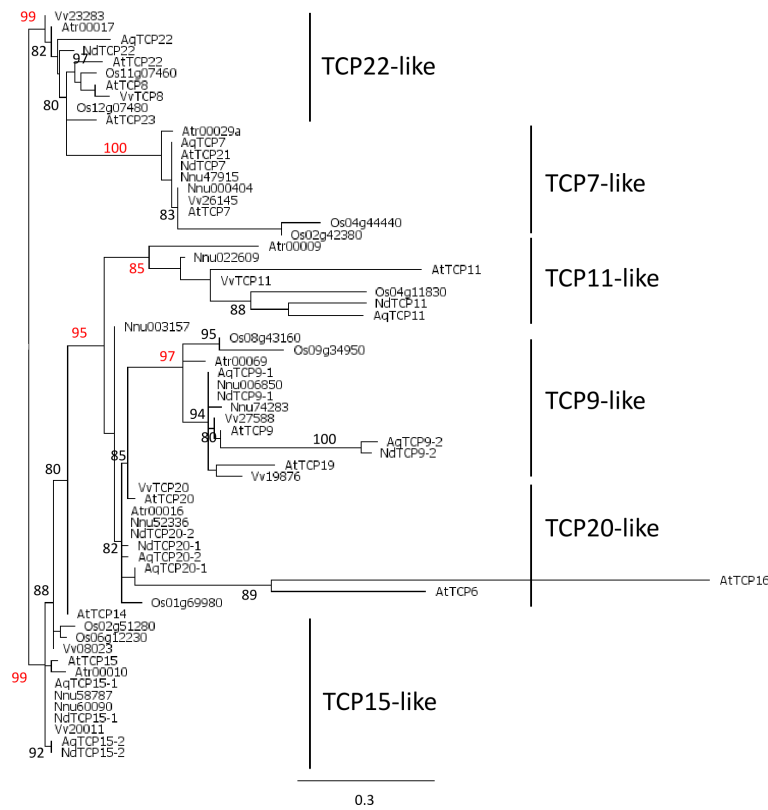 99
Vv23283
Atr00017
AqTCP22
82
NdTCP22
97
AtTCP22
Os11g07460
TCP22-like
AtTCP8
VvTCP8
80
Os12g07480
AtTCP23
Atr00029a
AqTCP7
100
AtTCP21
NdTCP7
Nnu47915
TCP7-like
Nnu000404
Vv26145
83
AtTCP7
Os04g44440
Os02g42380
Atr00009
Nnu022609
85
AtTCP11
VvTCP11
TCP11-like
Os04g11830
88
NdTCP11
AqTCP11
95
Nnu003157
95
Os08g43160
Os09g34950
97
Atr00069
AqTCP9-1
Nnu006850
NdTCP9-1
TCP9-like
94
Nnu74283
Vv27588
80
AtTCP9
100
AqTCP9-2
NdTCP9-2
85
AtTCP19
80
Vv19876
VvTCP20
AtTCP20
Atr00016
Nnu52336
TCP20-like
NdTCP20-2
82
NdTCP20-1
AqTCP20-2
AqTCP20-1
AtTCP16
88
89
AtTCP6
Os01g69980
AtTCP14
Os02g51280
Os06g12230
Vv08023
AtTCP15
99
Atr00010
AqTCP15-1
Nnu58787
TCP15-like
Nnu60090
NdTCP15-1
Vv20011
AqTCP15-2
92
NdTCP15-2
0.3